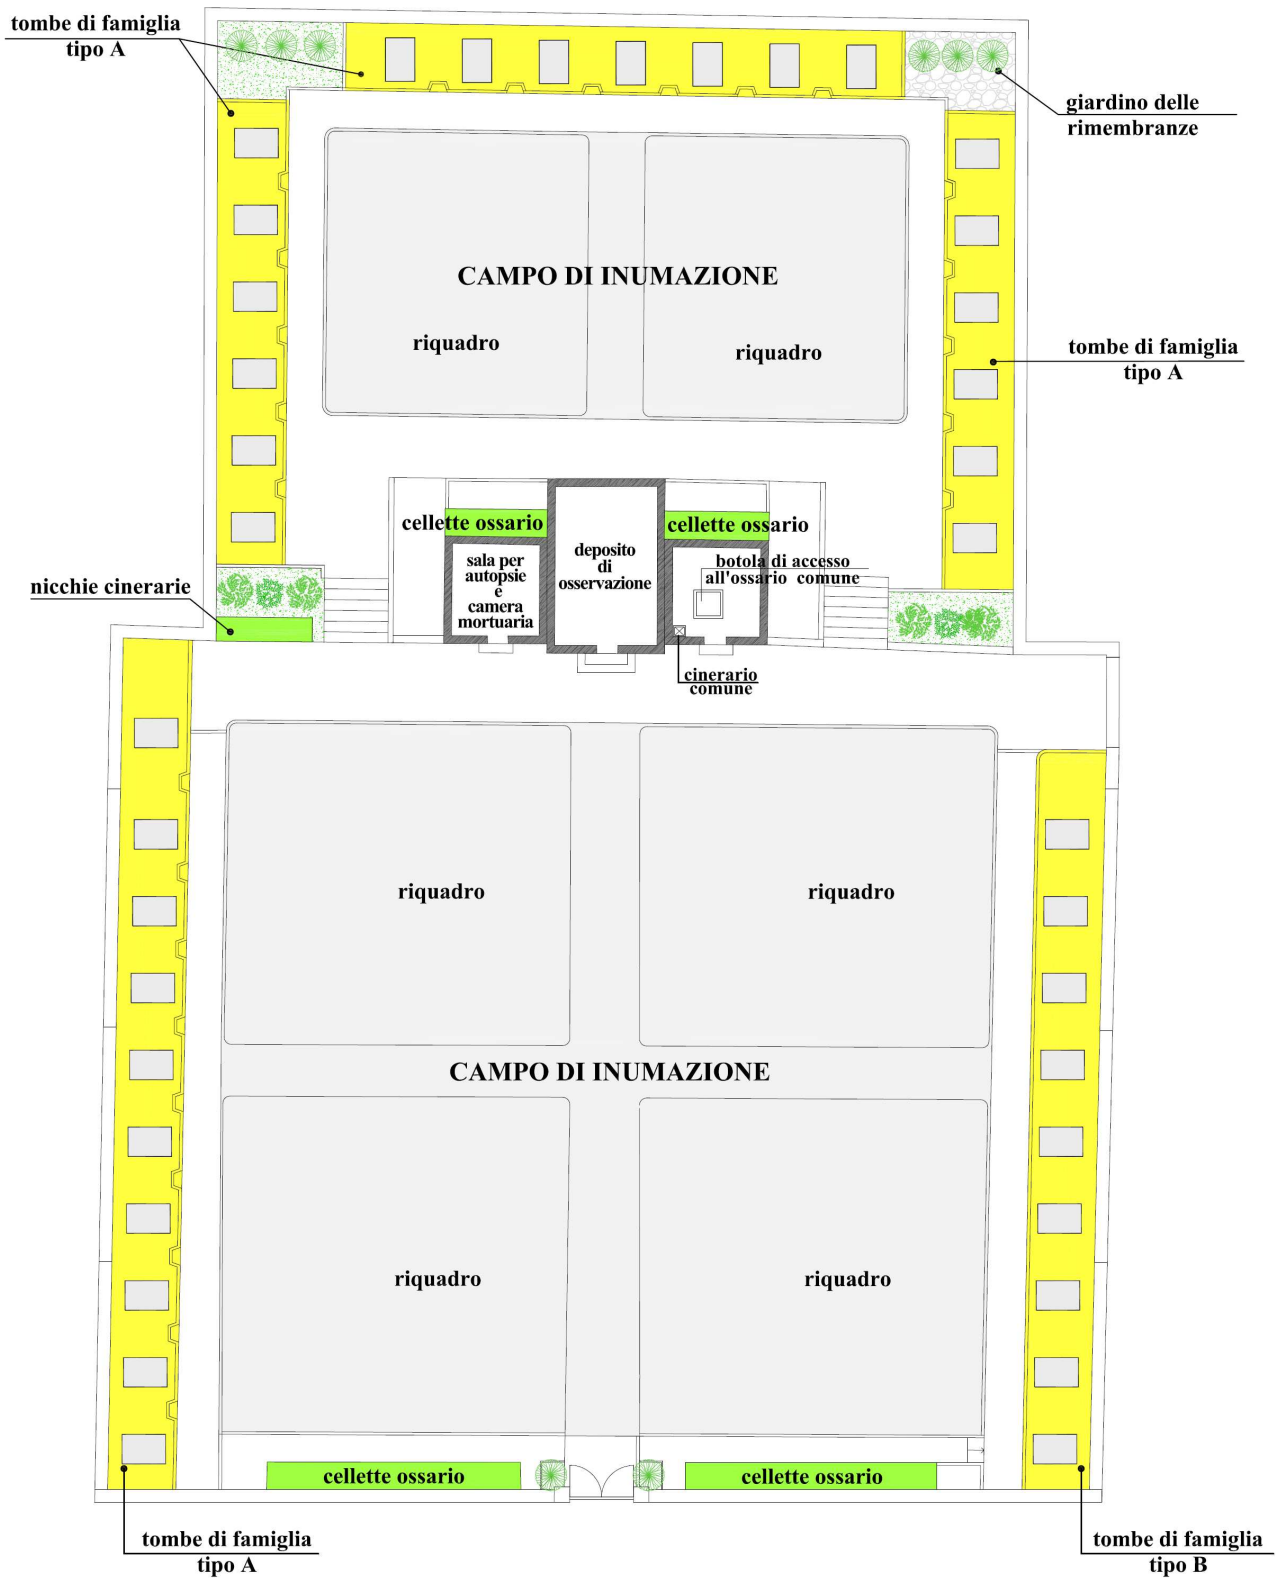 tombe di famiglia
tipo A
giardino delle
rimembranze
CAMPO DI INUMAZIONE
riquadro
riquadro
tombe di famiglia
tipo A
cellette ossario
cellette ossario
sala per
autopsie
e
camera
mortuaria
deposito
di
osservazione
botola di accesso
all'ossario comune
nicchie cinerarie
cinerario
comune
riquadro
riquadro
CAMPO DI INUMAZIONE
riquadro
riquadro
cellette ossario
cellette ossario
tombe di famiglia
tipo A
tombe di famiglia
tipo B